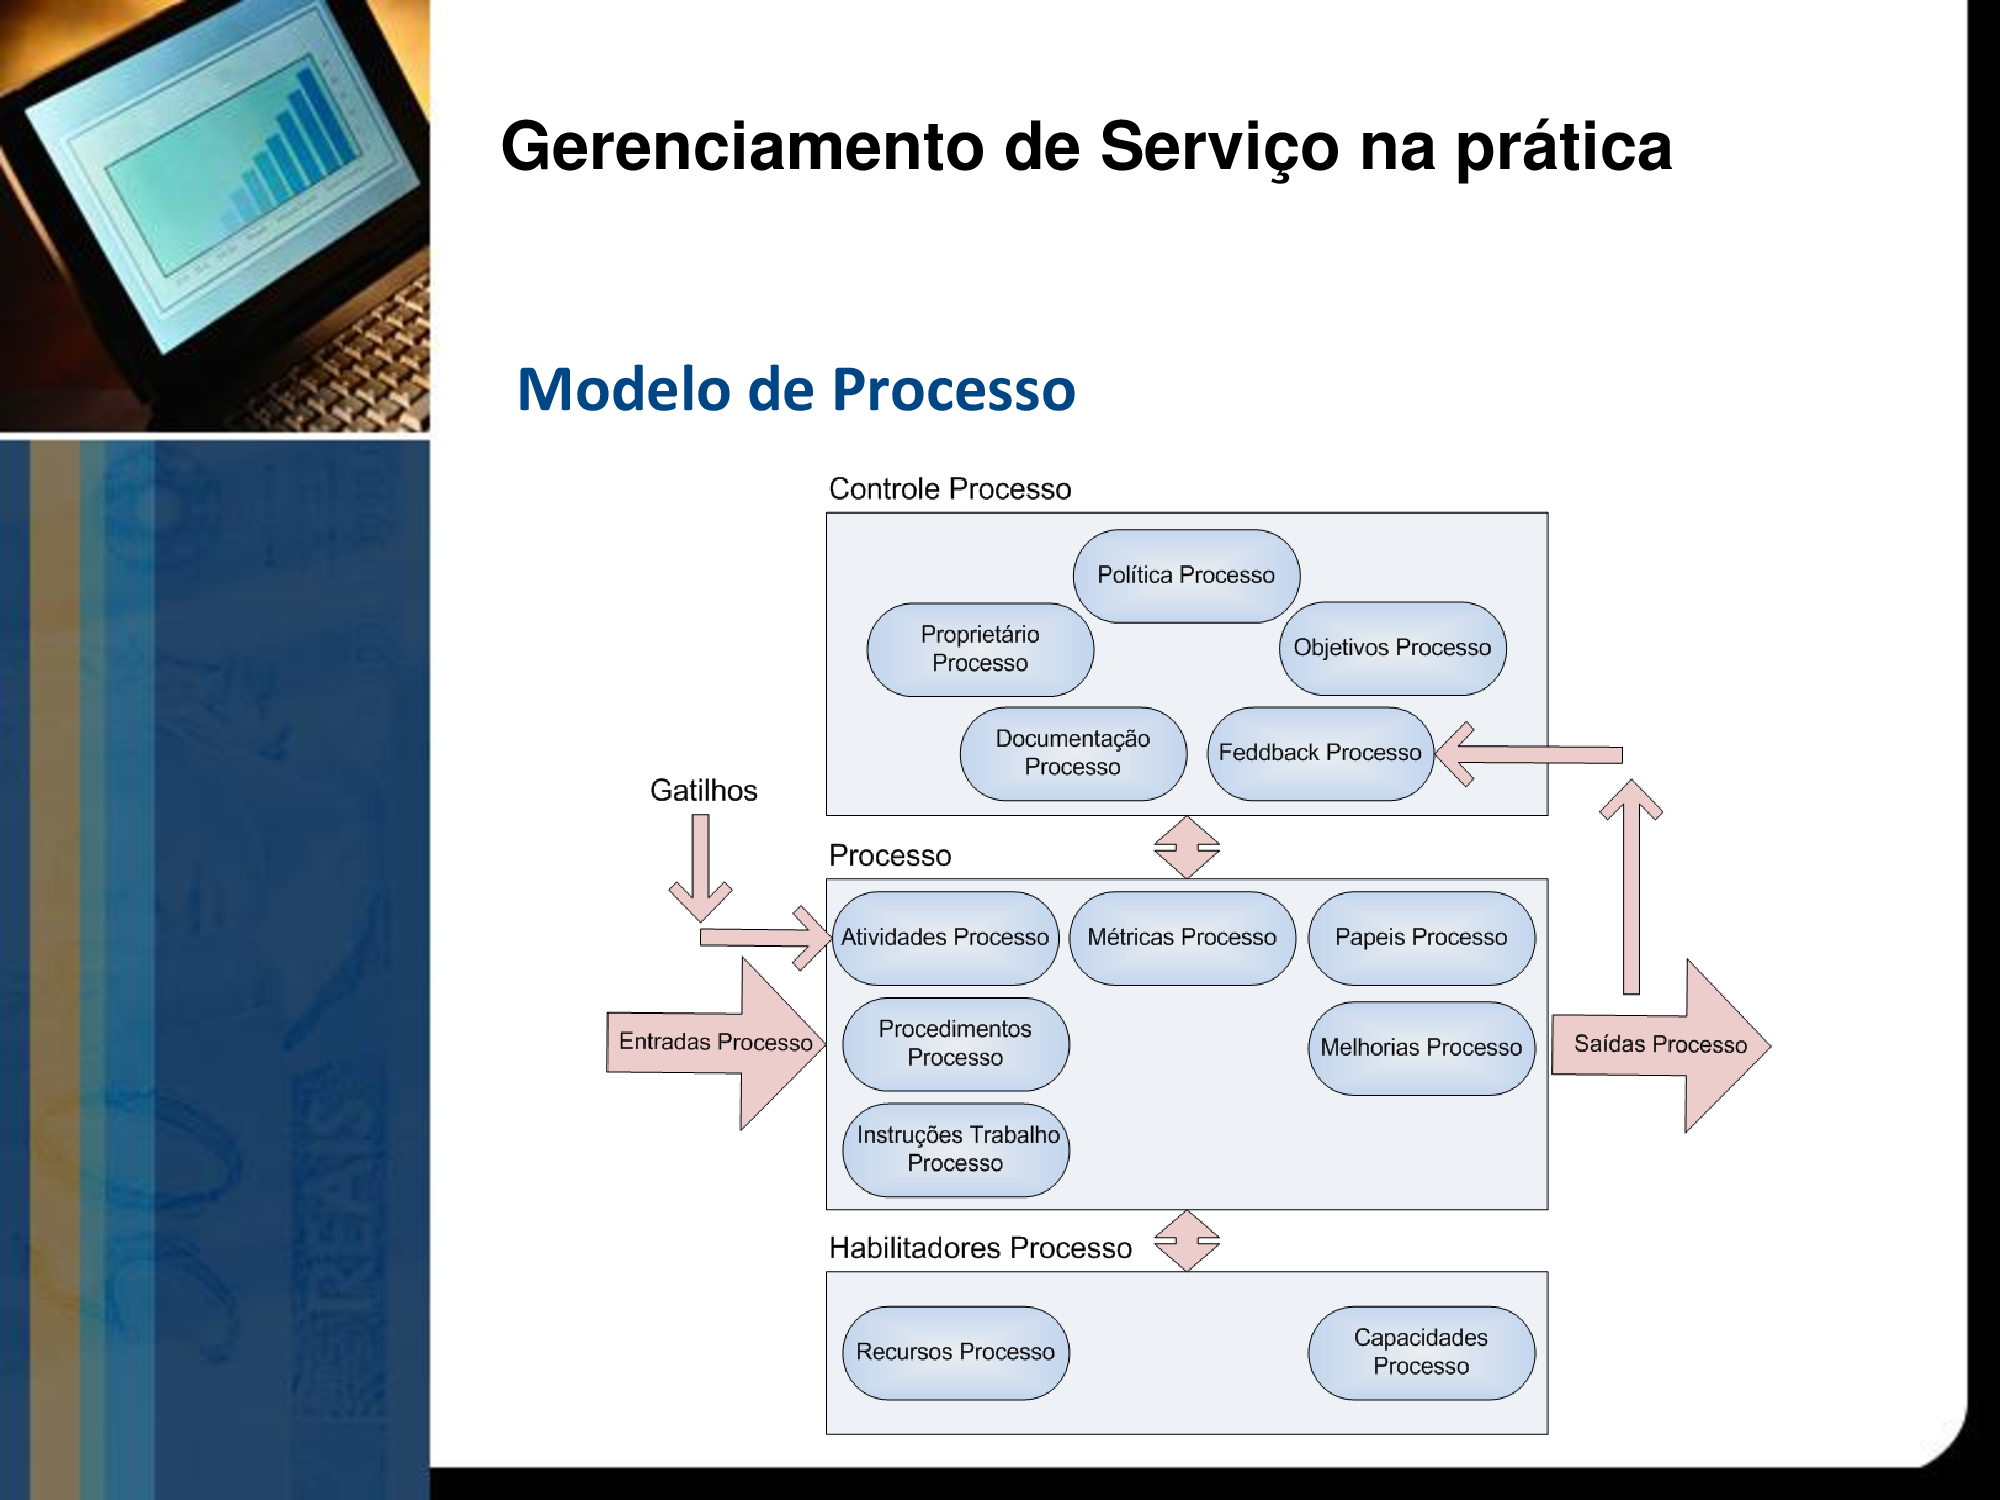 Gerenciamento de Serviço na prática
Modelo de Processo
Controle Processo
Política Processo
Proprietário
Processo
Objetivos Processo
Documentação
Processo
Feddback Processo
Gatilhos
Processo
Atividades Processo
Métricas Processo
Papeis Processo
Entradas Processo
Procedimentos
Processo
Melhorias Processo
Saídas Processo
Instruções Trabalho
Processo
Habilitadores Processo
Recursos Processo
Capacidades
Processo
REAIS